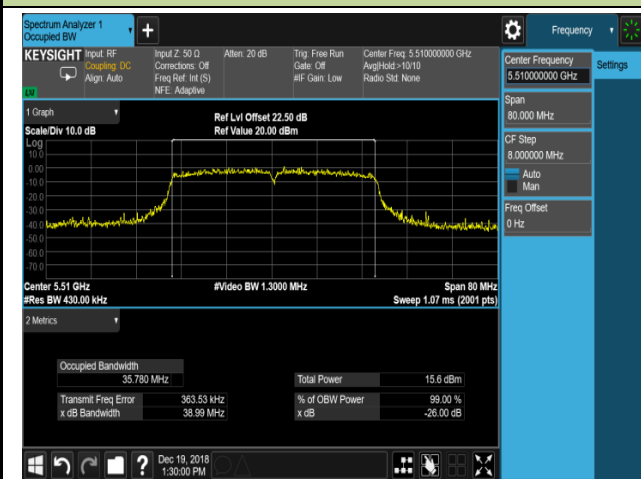 Spectrum Analyzer 1
Occupied BW
Frequency
KEYSIGHT
Input: RF
Coupling: DC
Align: Auto
Input Z: 50 Ω
Corrections: Off
Freq Ref: Int (S)
NFE: Adaptive
Atten: 20 dB
Trig: Free Run
Gate: Off
#IF Gain: Low
Center Freq: 5.510000000 GHz
Avg|Hold:>10/10
Radio Std: None
Center Frequency
5.510000000 GHz
Settings
Span
80.000 MHz
CF Step
8.000000 MHz
Auto
Man
Freq Offset
0 Hz
1 Graph
Scale/Div 10.0 dB
Ref Lvl Offset 22.50 dB
Ref Value 20.00 dBm
Log
10.0
0.00
-10.0
-20.0
-30.0
-40.0
-50.0
-60.0
-70.0
Center 5.51 GHz
#Video BW 1.3000 MHz
Span 80 MHz
#Res BW 430.00 kHz
Sweep 1.07 ms (2001 pts)
2 Metrics
Occupied Bandwidth
35.780 MHz
Total Power 15.6 dBm
Transmit Freq Error 363.53 kHz
% of OBW Power 99.00 %
x dB Bandwidth 38.99 MHz
x dB -26.00 dB
Dec 19, 2018
1:30:00 PM